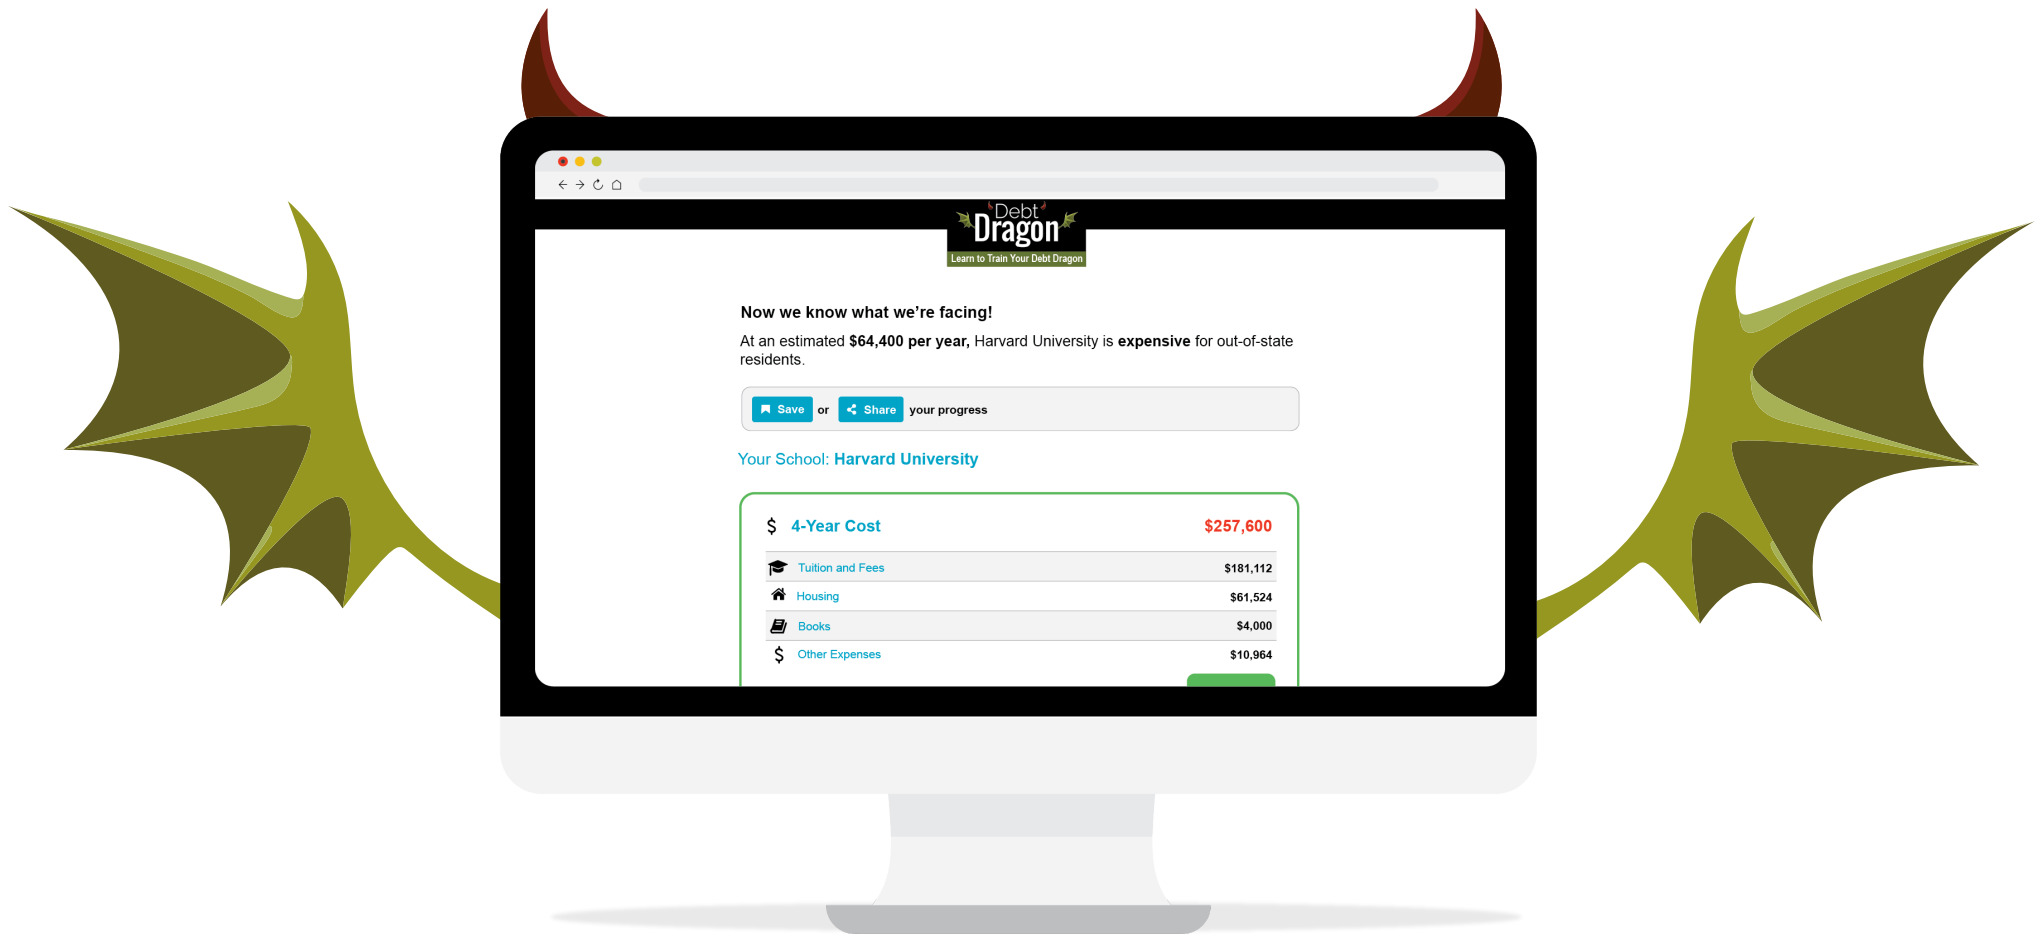 Debt
Dragon
Learn to Train Your Debt Dragon
Now we know what we’re facing!
At an estimated $64,400 per year, Harvard University is expensive for out-of-state
residents.
Save or Share your progress
Your School: Harvard University
$ 4-Year Cost $257,600
Tuition and Fees $181,112
Housing $61,524
Books $4,000
$ Other Expenses $10,964